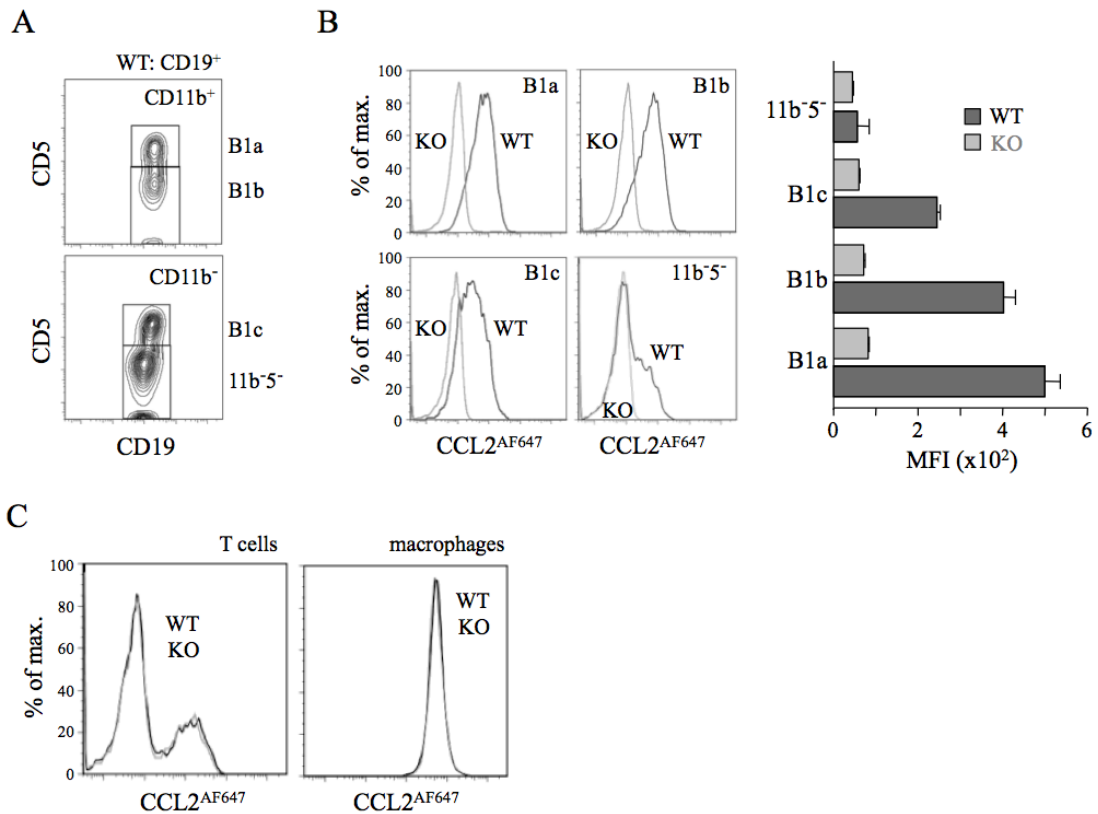 A
WT: CD19⁺
CD11b⁺
CD5
B1a
B1b
CD11b⁻
CD5
B1c
11b⁻5⁻
CD19
B
% of max.
100
80
60
40
20
0
B1a
KO
WT
B1b
KO
WT
% of max.
100
80
60
40
20
0
B1c
KO
WT
11b⁻5⁻
WT
KO
CCL2ᴬF⁶⁴⁷
CCL2ᴬF⁶⁴⁷
11b⁻5⁻
B1c
B1b
B1a
WT
KO
0 2 4 6
MFI (x10²)
C
T cells
% of max.
100
80
60
40
20
0
WT
KO
CCL2ᴬF⁶⁴⁷
macrophages
WT
KO
CCL2ᴬF⁶⁴⁷